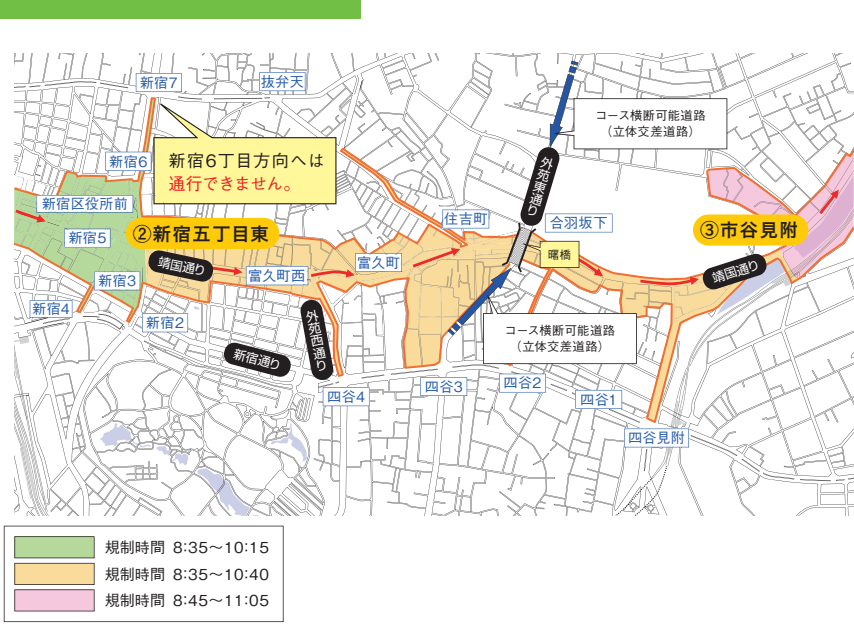 新宿7
抜弁天
コース横断可能道路
（立体交差道路）
新宿6
新宿6丁目方向へは
通行できません。
外苑東通り
新宿区役所前
住吉町
合羽坂下
新宿5
②新宿五丁目東
③市谷見附
曙橋
靖国通り
富久町西
富久町
靖国通り
新宿3
新宿4
新宿2
外苑西通り
コース横断可能道路
（立体交差道路）
新宿通り
四谷4
四谷3
四谷2
四谷1
四谷見附
規制時間 8:35～10:15
規制時間 8:35～10:40
規制時間 8:45～11:05